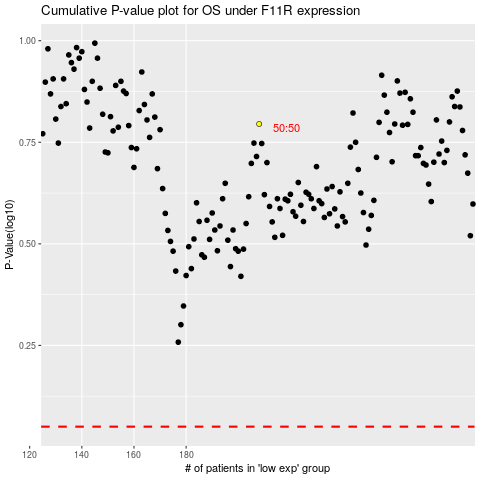 Cumulative P-value plot for OS under F11R expression
1.00
50:50
0.75
P-Value(log10)
0.50
0.25
120 140 160 180
# of patients in 'low exp' group